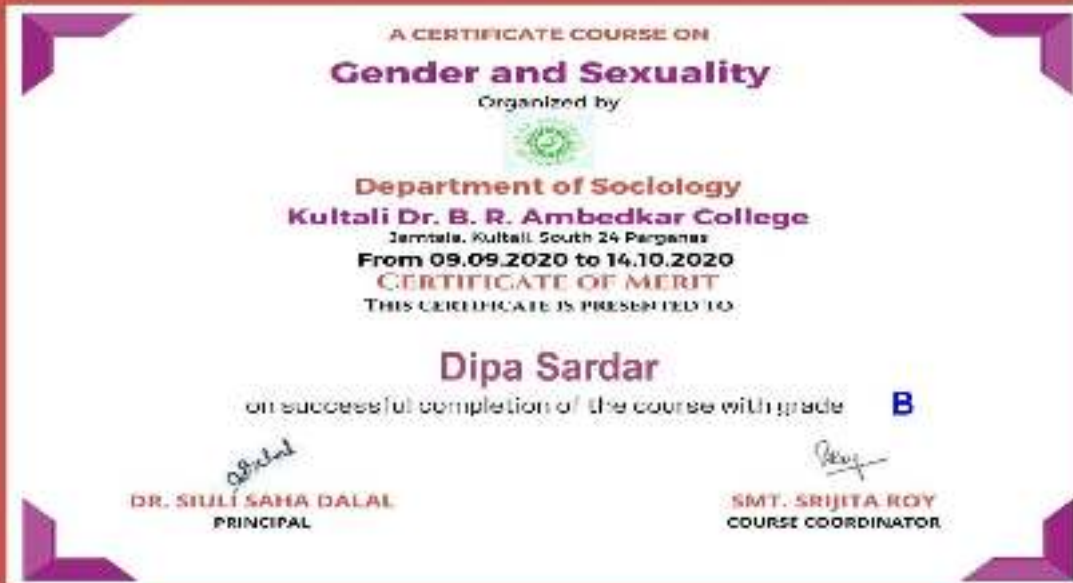 A CERTIFICATE COURSE ON
Gender and Sexuality
Organized by
Department of Sociology
Kultali Dr. B. R. Ambedkar College
Jamtala, Kultali, South 24 Parganas
From 09.09.2020 to 14.10.2020
CERTIFICATE OF MERIT
THIS CERTIFICATE IS PRESENTED TO
Dipa Sardar
on successful completion of the course with grade B
DR. SIULI SAHA DALAL
PRINCIPAL
SMT. SRIJITA ROY
COURSE COORDINATOR